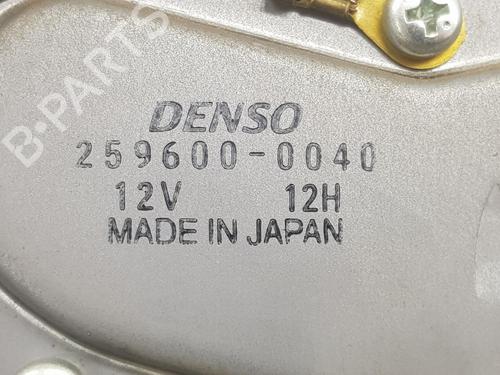 B-PARTS
DENSO
259600-0040
12V 12H
MADE IN JAPAN